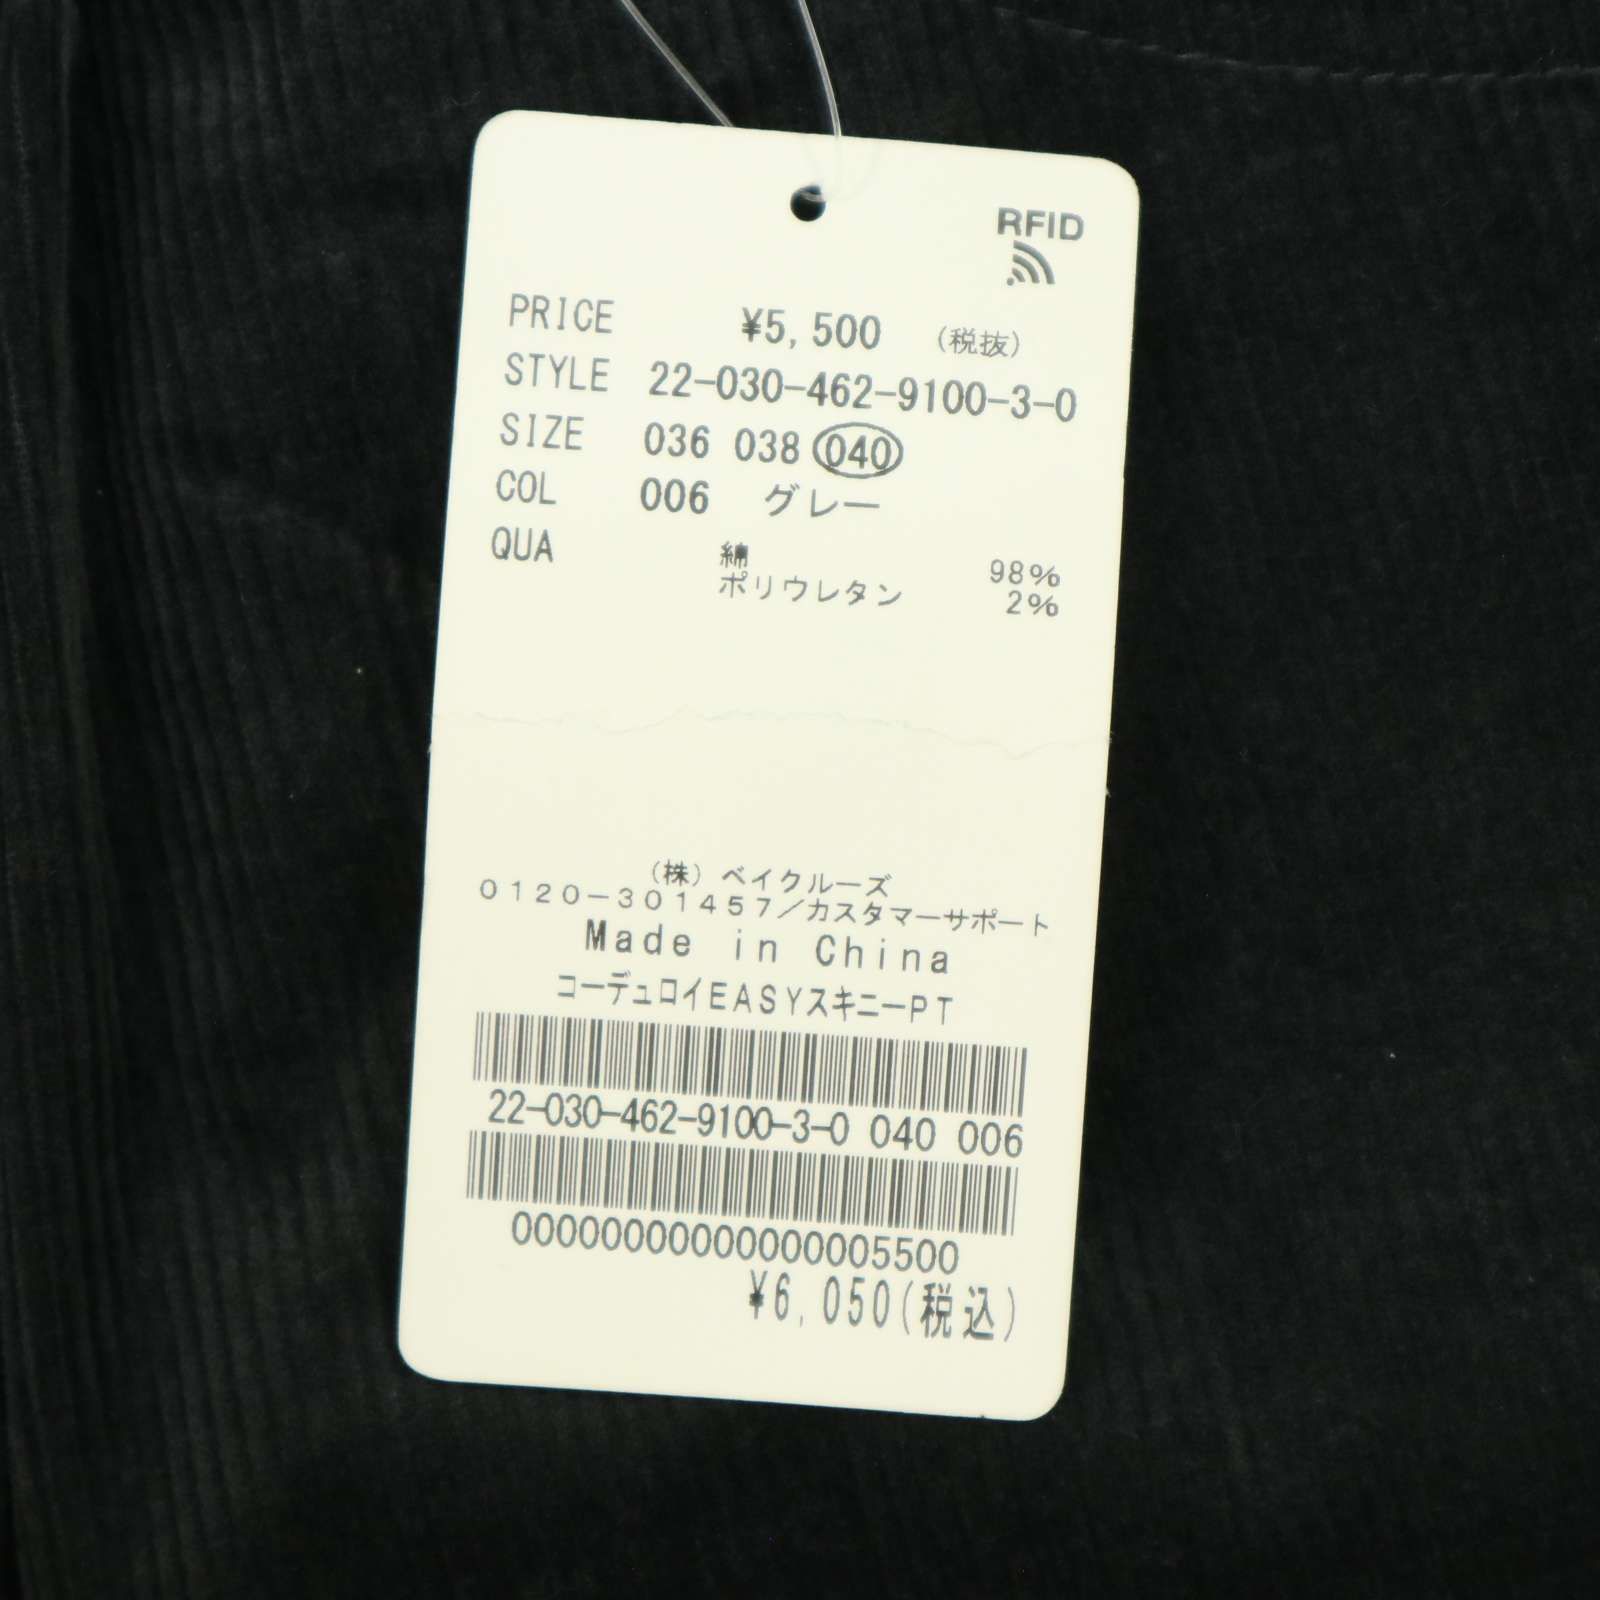 RFID
PRICE ¥5,500 (税抜)
STYLE 22-030-462-9100-3-0
SIZE 036 038 040
COL 006 グレー
QUA 綿 98%
ポリウレタン 2%
(株)ベイクルーズ
0120-301457/カスタマーサポート
Made in China
コーデュロイEASYスキニーPT
22-030-462-9100-3-0 040 006
00000000000000005500
¥6,050(税込)